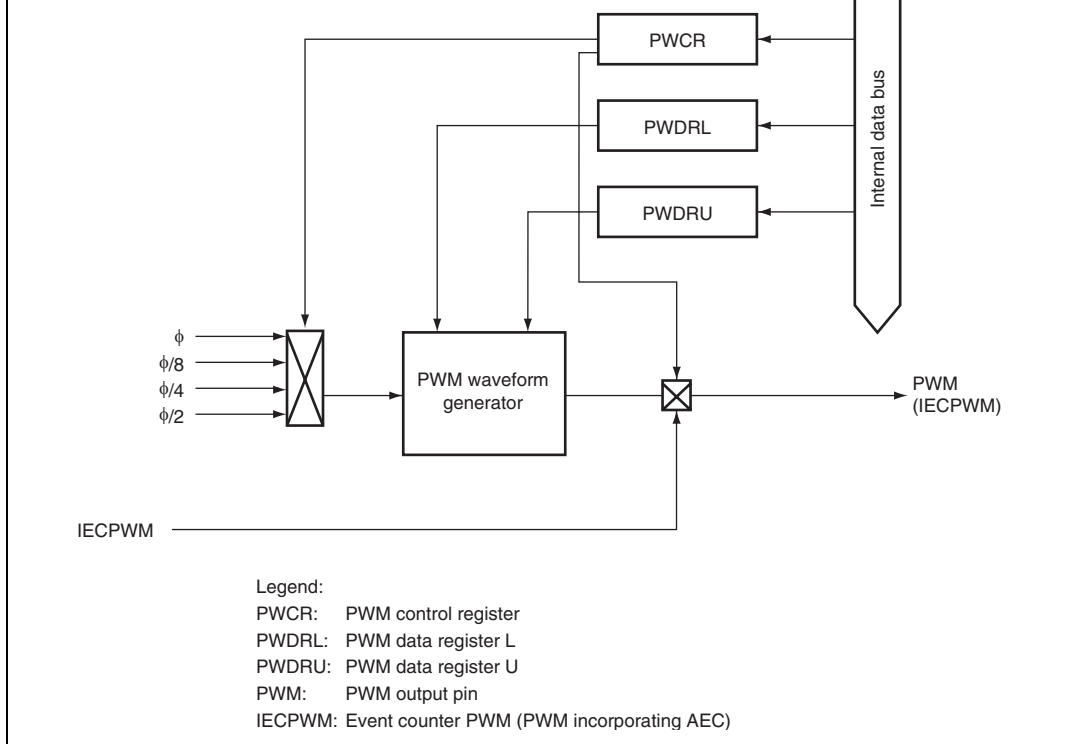 PWCR
PWDRL
PWDRU
Internal data bus
ϕ
ϕ/8
ϕ/4
ϕ/2
PWM waveform
generator
PWM
(IECPWM)
IECPWM
Legend:
PWCR: PWM control register
PWDRL: PWM data register L
PWDRU: PWM data register U
PWM: PWM output pin
IECPWM: Event counter PWM (PWM incorporating AEC)